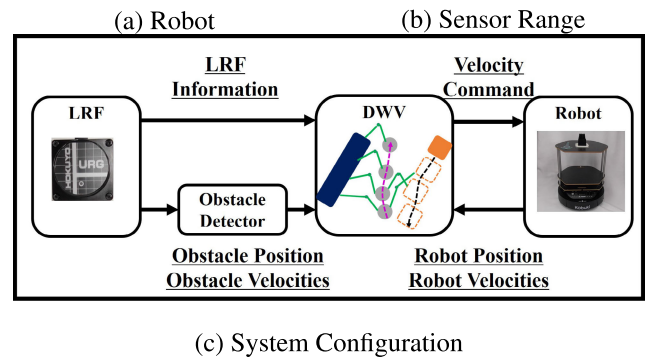 (a) Robot
(b) Sensor Range
LRF
Information
Velocity
Command
LRF
DWV
Robot
HOKUYO
URG
Obstacle
Detector
Obstacle Position
Obstacle Velocities
Robot Position
Robot Velocities
(c) System Configuration